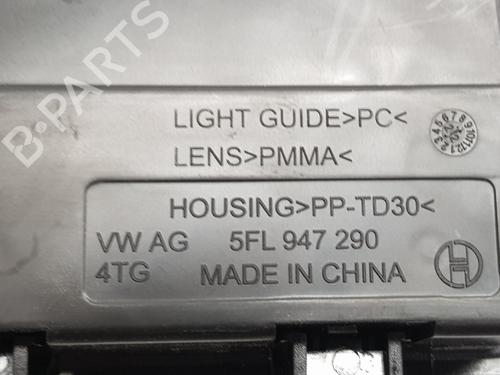 B-PARTS
LIGHT GUIDE>PC<
LENS>PMMA<
HOUSING>PP-TD30<
VW AG 5FL 947 290
4TG MADE IN CHINA